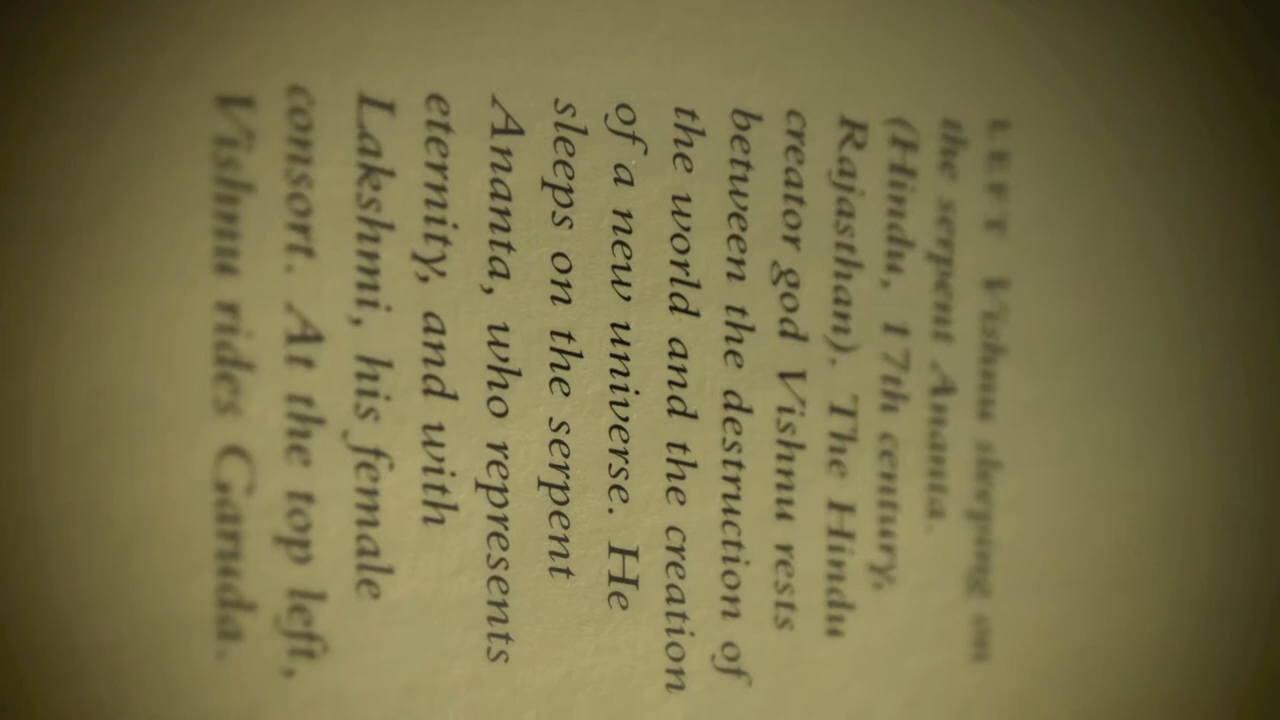 LEFT Vishnu sleeping on
the serpent Ananta.
(Hindu, 17th century,
Rajasthan). The Hindu
creator god Vishnu rests
between the destruction of
the world and the creation
of a new universe. He
sleeps on the serpent
Ananta, who represents
eternity, and with
Lakshmi, his female
consort. At the top left,
Vishnu rides Garuda.